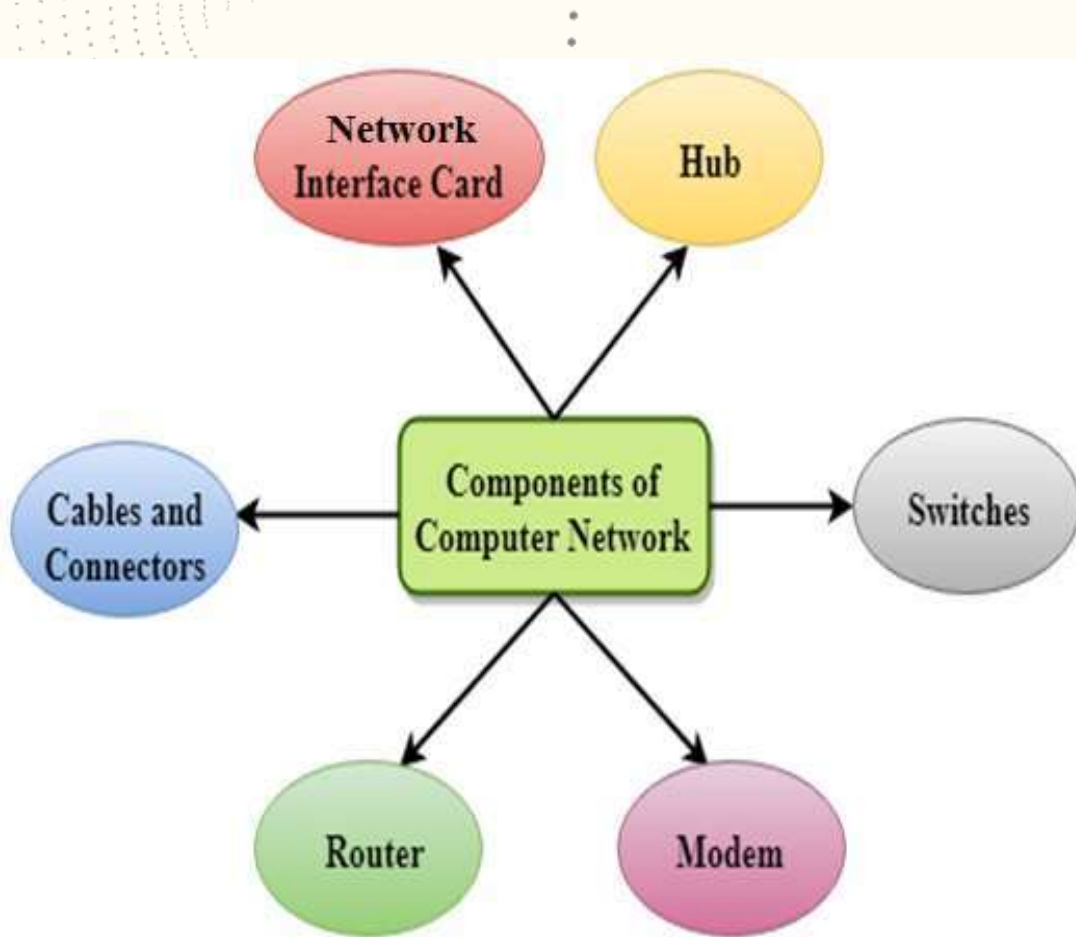 Network
Interface Card
Hub
Components of
Computer Network
Cables and
Connectors
Switches
Router
Modem